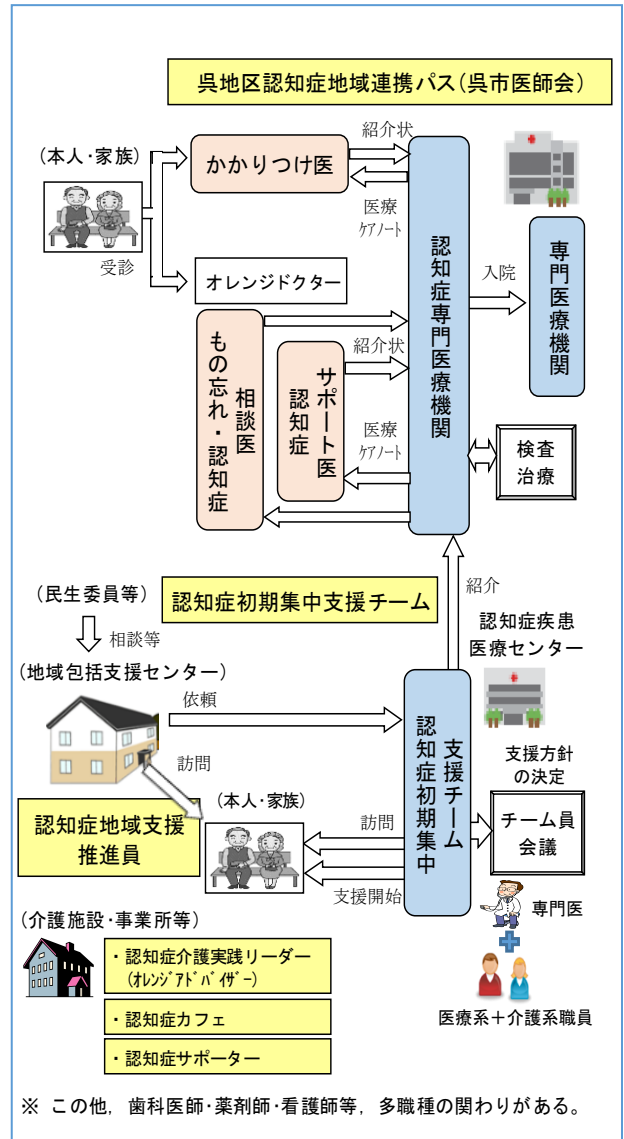 呉地区認知症地域連携パス(呉市医師会)
(本人・家族)
受診
かかりつけ医
紹介状
医療
ケアノート
オレンジドクター
認知症専門医療機関
入院
専門医療機関
もの忘れ・認知症
相談医
認知症
サポート医
紹介状
医療
ケアノート
検査
治療
紹介
(民生委員等)
相談等
認知症初期集中支援チーム
認知症疾患
医療センター
(地域包括支援センター)
依頼
訪問
認知症初期集中
支援チーム
支援方針
の決定
チーム員
会議
認知症地域支援
推進員
(本人・家族)
訪問
支援開始
専門医
医療系+介護系職員
(介護施設・事業所等)
・認知症介護実践リーダー
(オレンジアドバイザー)
・認知症カフェ
・認知症サポーター
※ この他,歯科医師・薬剤師・看護師等,多職種の関わりがある。